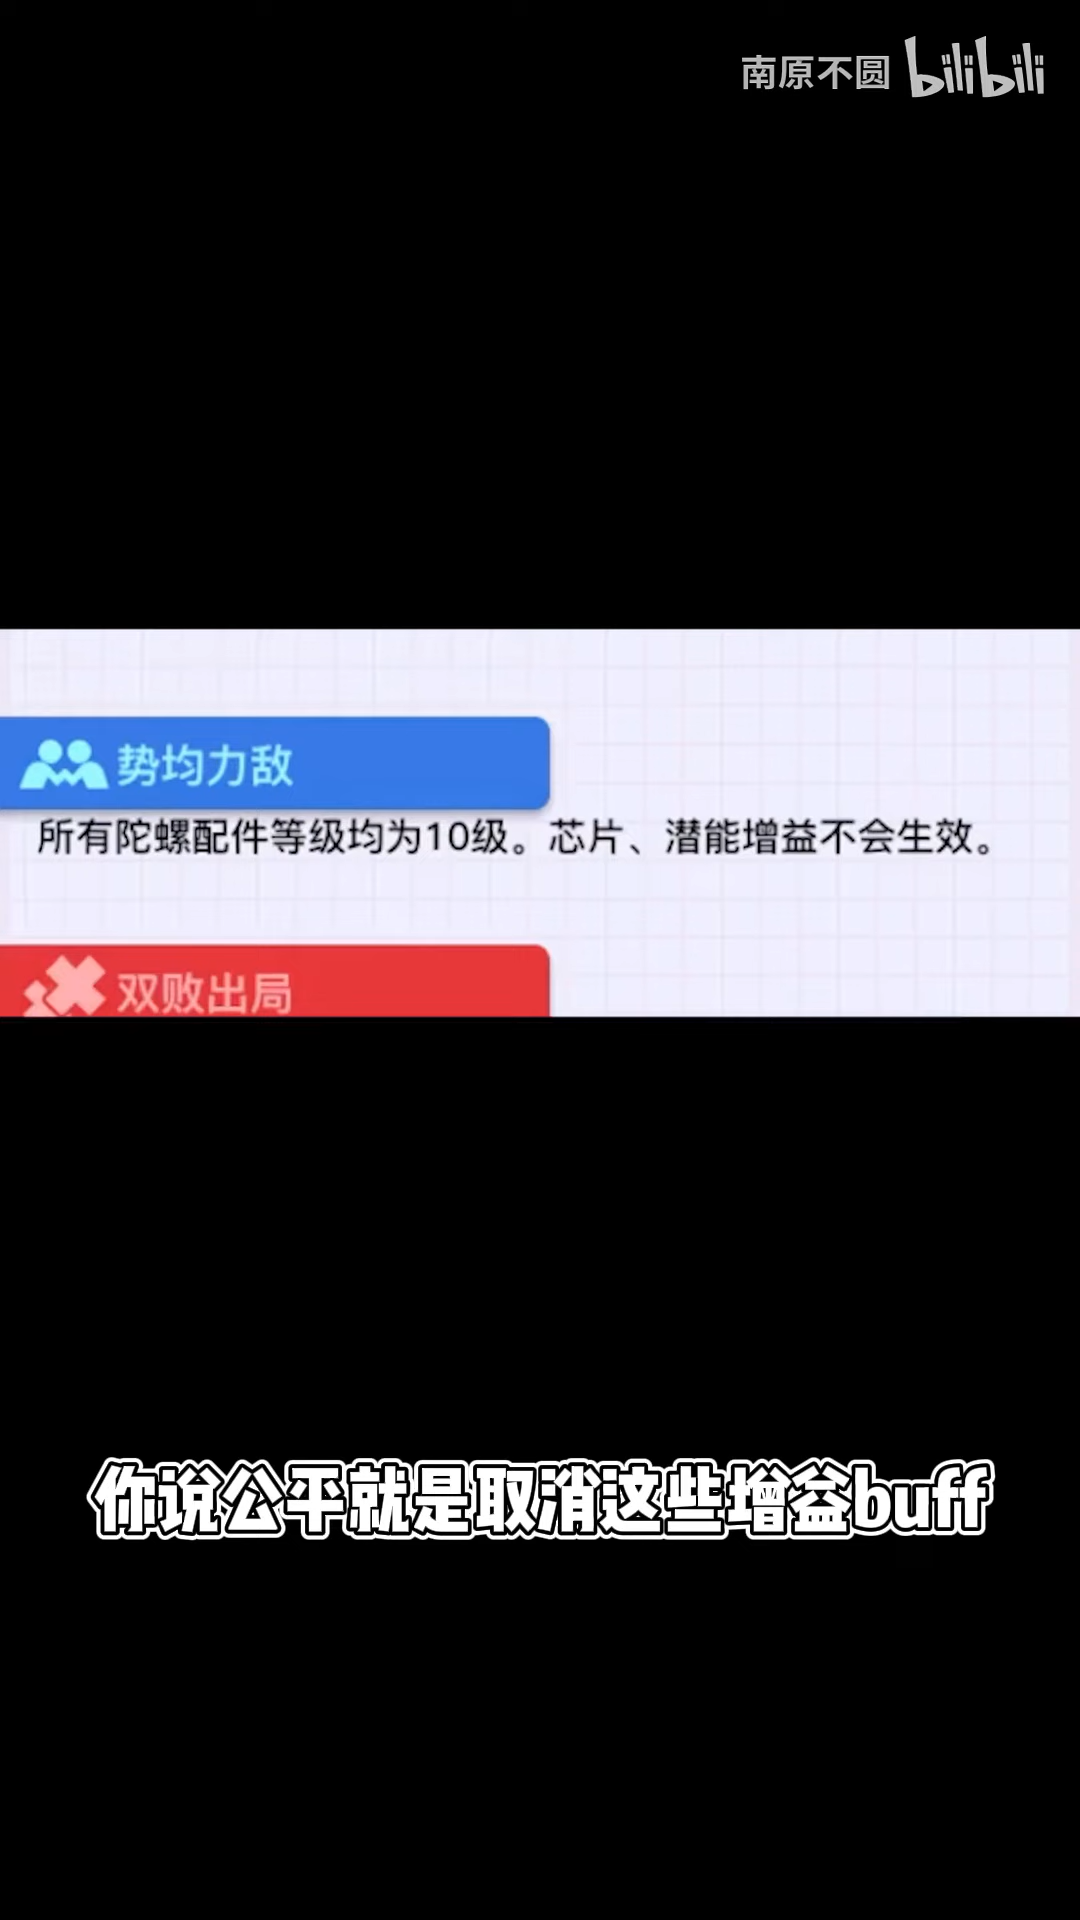 南原不圆 bilibili
势均力敌
所有陀螺配件等级均为10级。芯片、潜能增益不会生效。
双败出局
你说公平就是取消这些增益buff